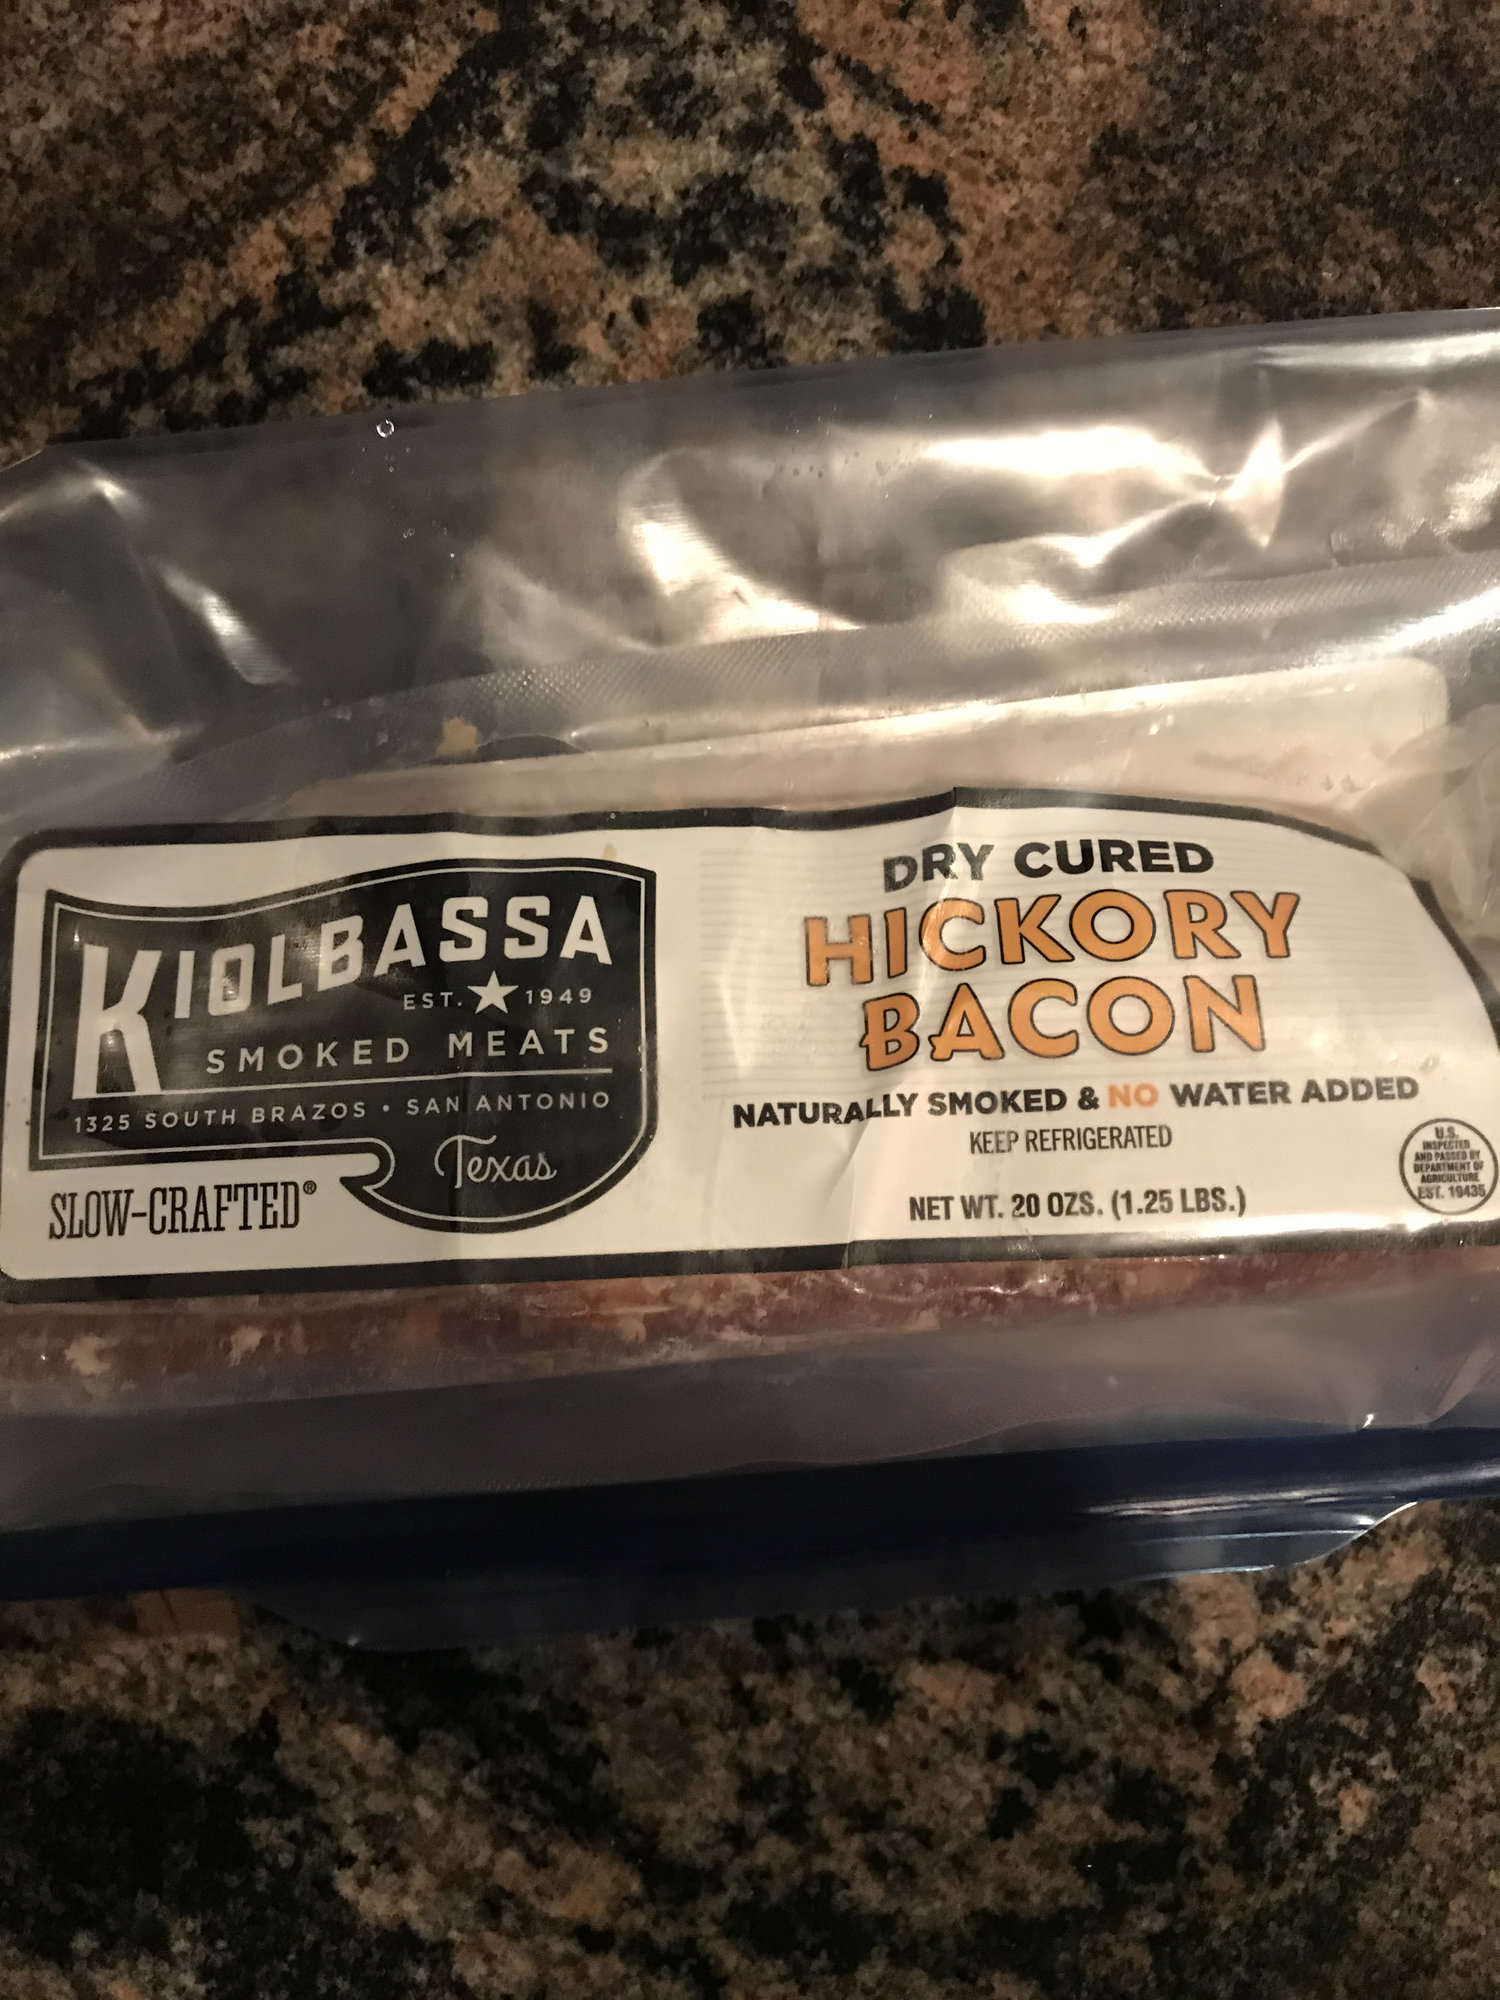 KIOLBASSA
EST. ★ 1949
SMOKED MEATS
1325 SOUTH BRAZOS • SAN ANTONIO
Texas
SLOW-CRAFTED®
DRY CURED
HICKORY
BACON
NATURALLY SMOKED & NO WATER ADDED
KEEP REFRIGERATED
NET WT. 20 OZS. (1.25 LBS.)
U.S.
INSPECTED
AND PASSED BY
DEPARTMENT OF
AGRICULTURE
EST. 19435